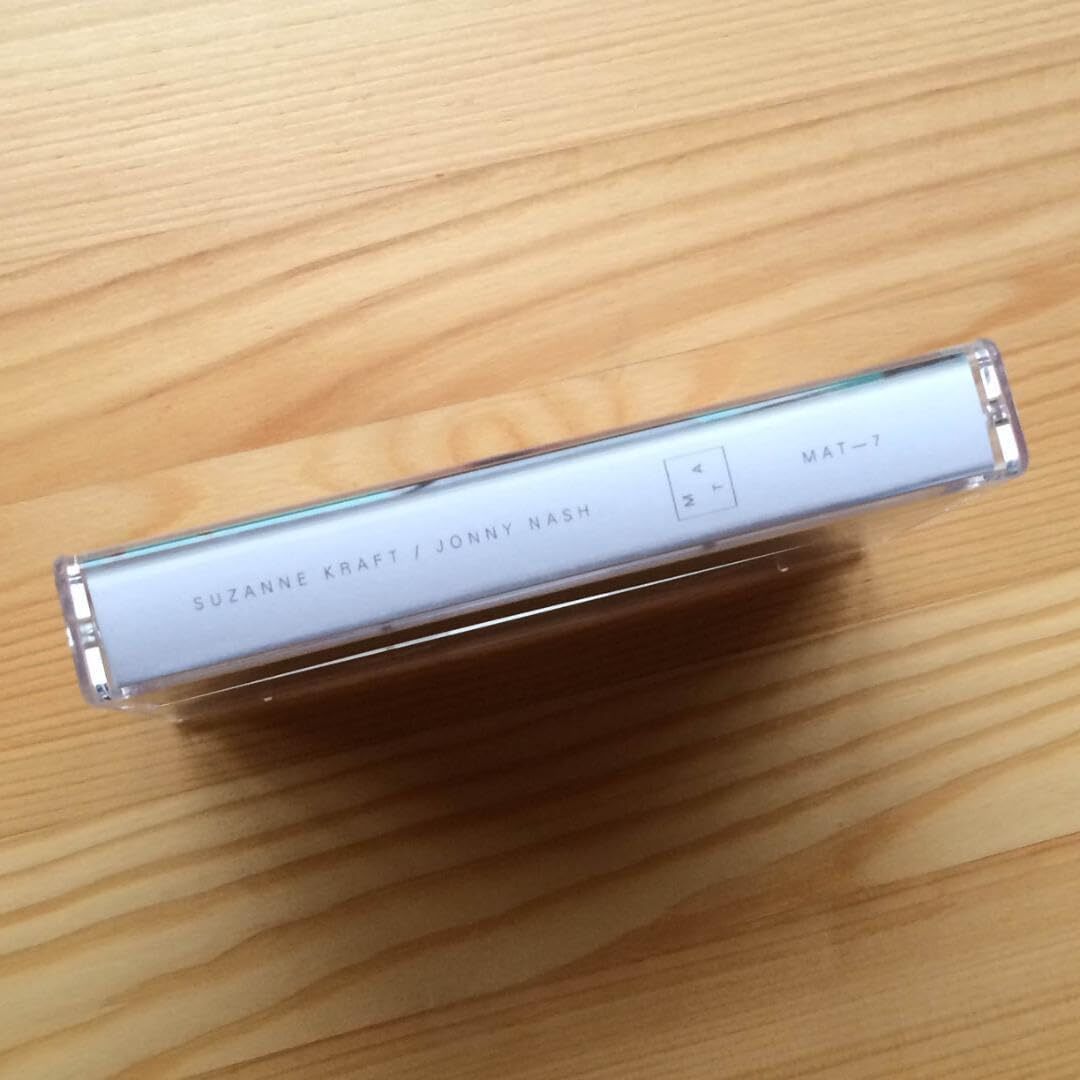 SUZANNE KRAFT / JONNY NASH
M A T
MAT—7